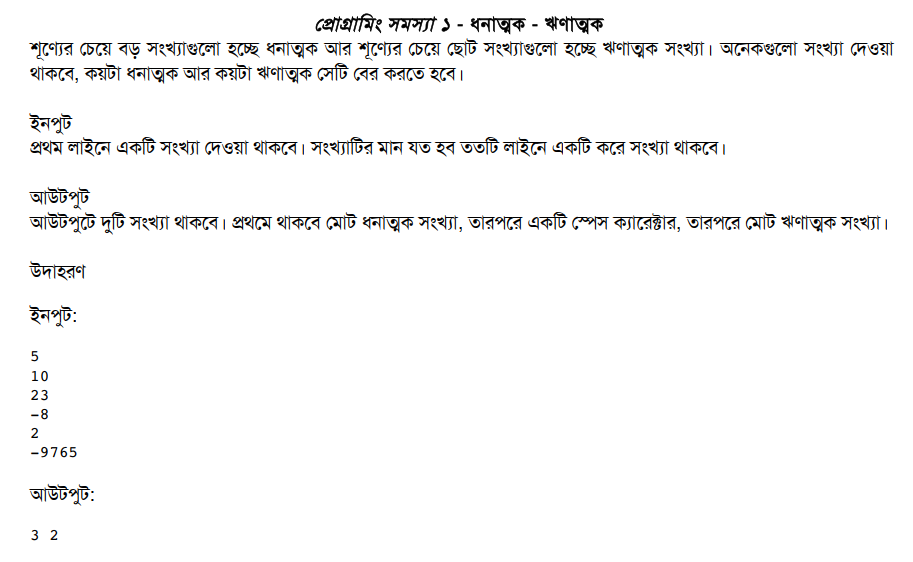 প্রোগ্রামিং সমস্যা ১ - ধনাত্মক - ঋণাত্মক
শূণ্যের চেয়ে বড় সংখ্যাগুলো হচ্ছে ধনাত্মক আর শূণ্যের চেয়ে ছোট সংখ্যাগুলো হচ্ছে ঋণাত্মক সংখ্যা। অনেকগুলো সংখ্যা দেওয়া
থাকবে, কয়টা ধনাত্মক আর কয়টা ঋণাত্মক সেটি বের করতে হবে।
ইনপুট
প্রথম লাইনে একটি সংখ্যা দেওয়া থাকবে। সংখ্যাটির মান যত হব ততটি লাইনে একটি করে সংখ্যা থাকবে।
আউটপুট
আউটপুটে দুটি সংখ্যা থাকবে। প্রথমে থাকবে মোট ধনাত্মক সংখ্যা, তারপরে একটি স্পেস ক্যারেক্টার, তারপরে মোট ঋণাত্মক সংখ্যা।
উদাহরণ
ইনপুট:
5
10
23
-8
2
-9765
আউটপুট:
3 2